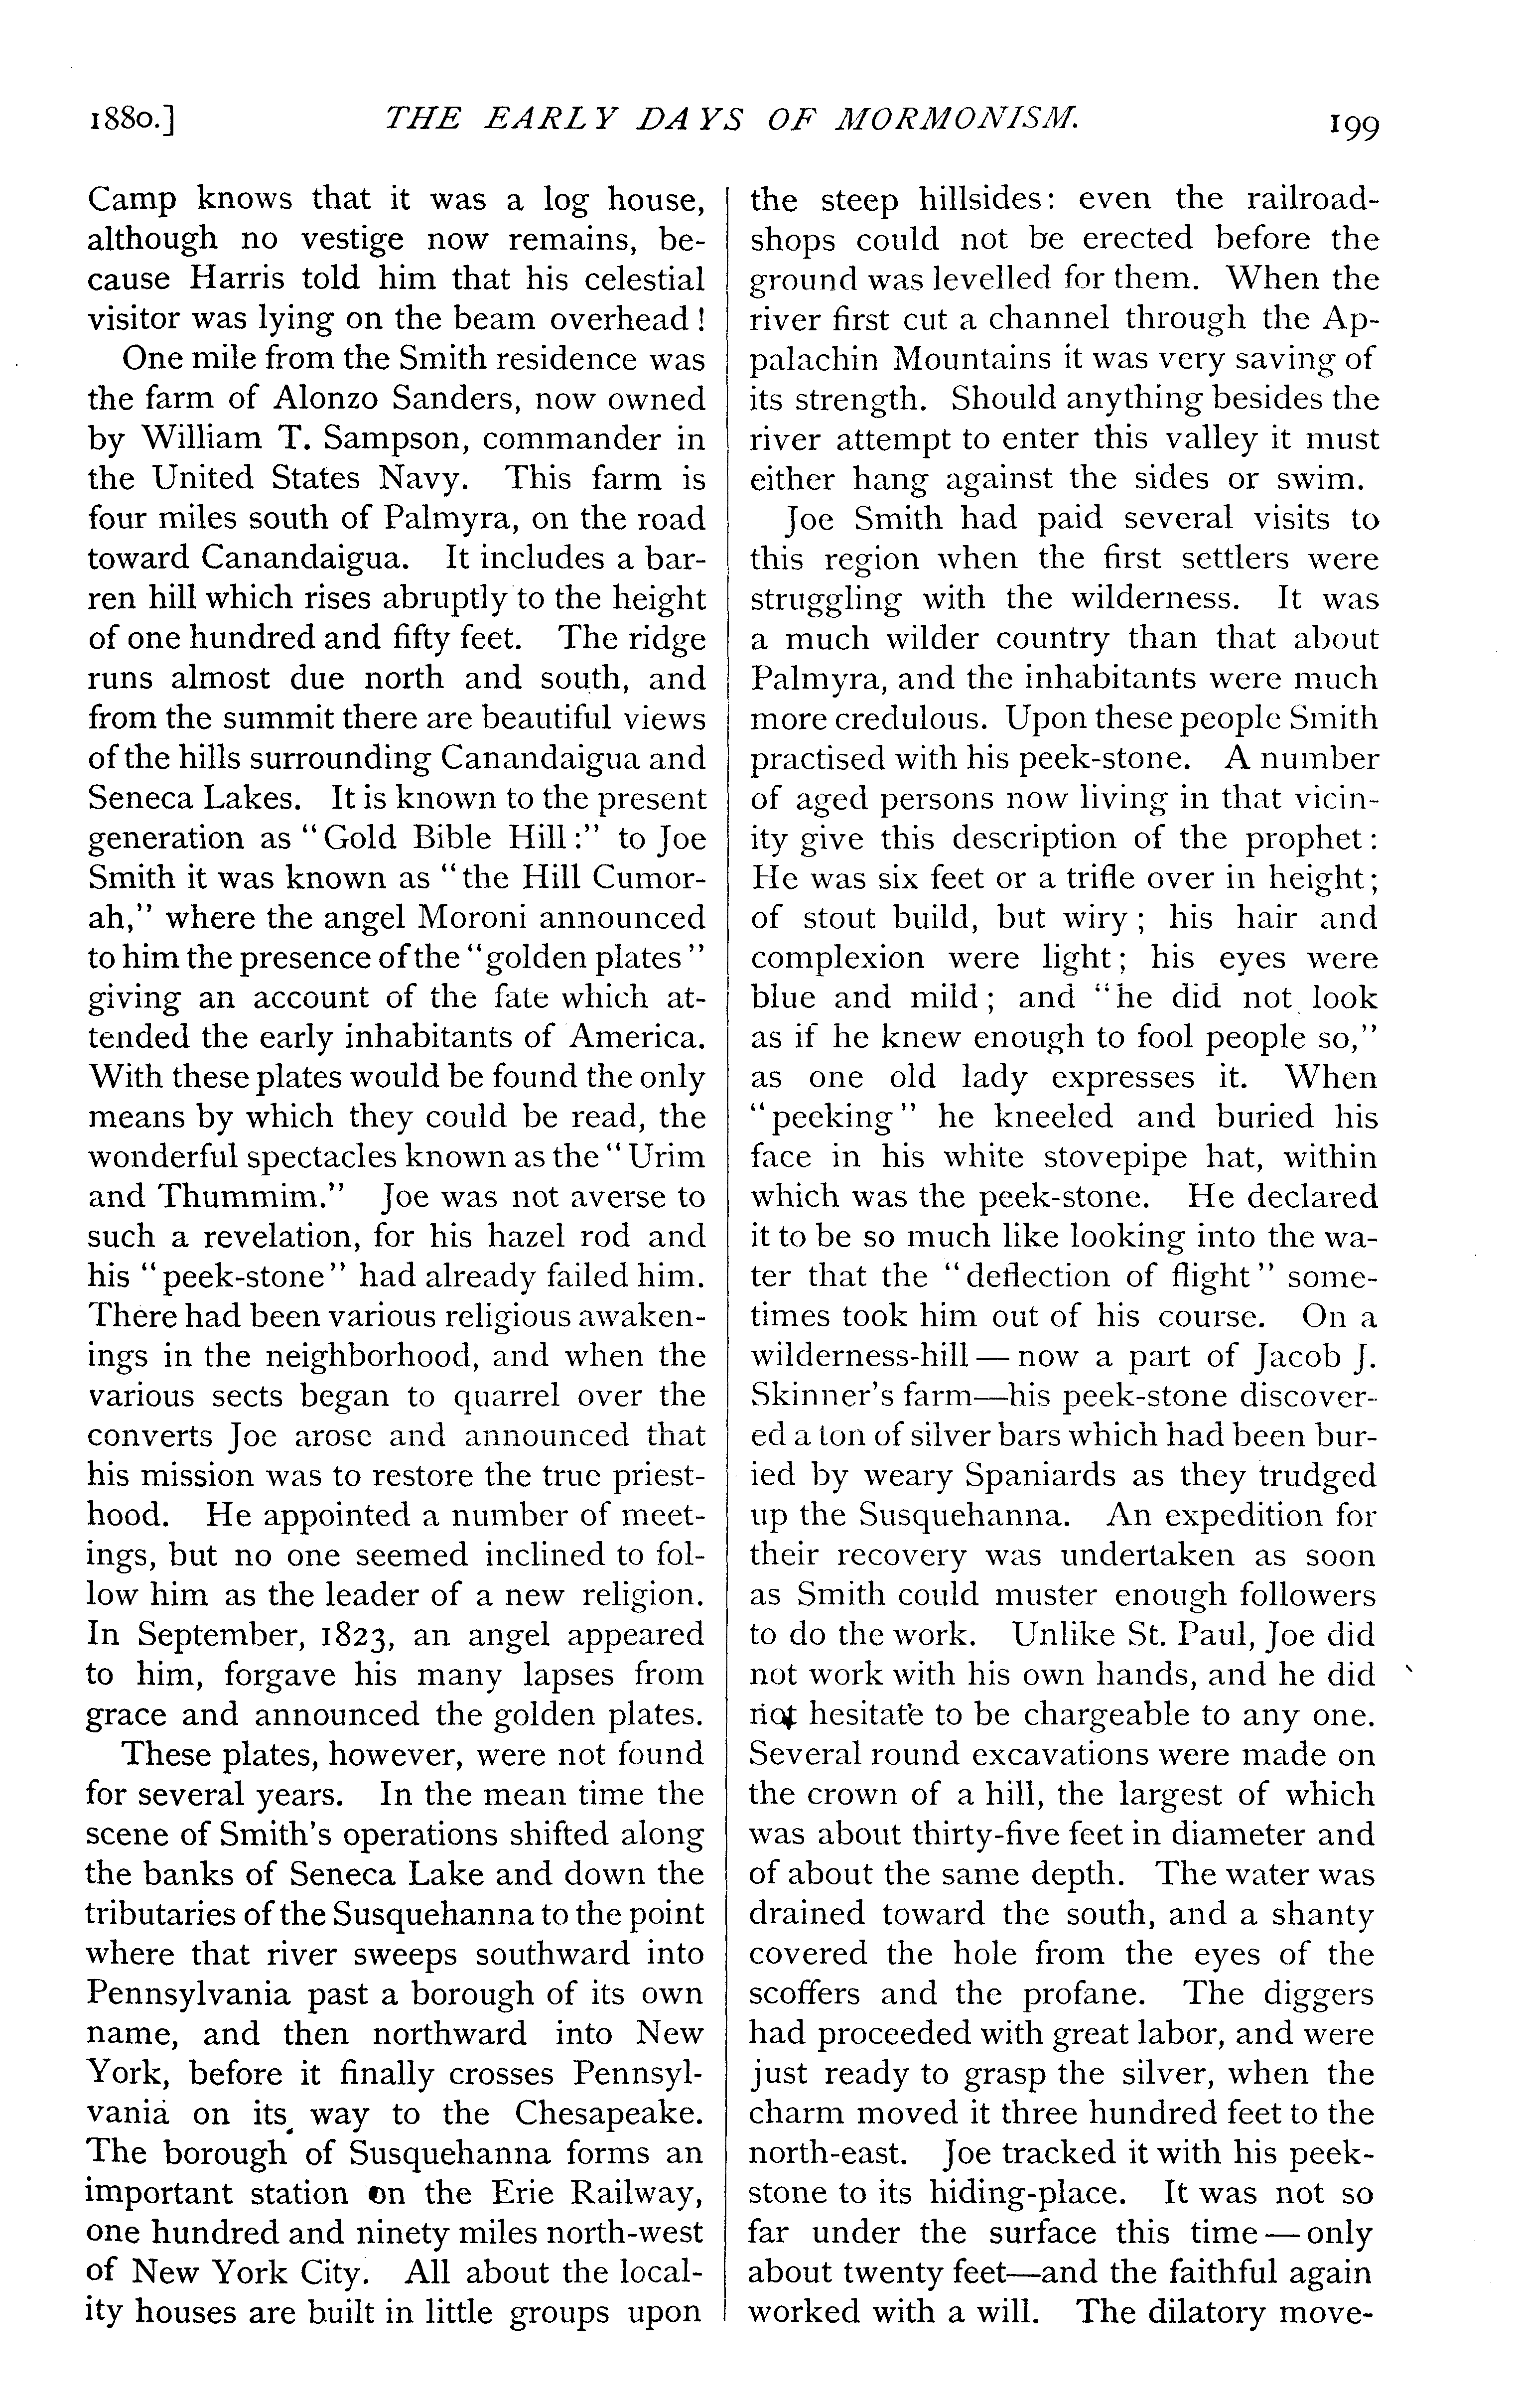 1880.] THE EARLY DAYS OF MORMONISM. 199
Camp knows that it was a log house,
although no vestige now remains, be-
cause Harris told him that his celestial
visitor was lying on the beam overhead!
One mile from the Smith residence was
the farm of Alonzo Sanders, now owned
by William T. Sampson, commander in
the United States Navy. This farm is
four miles south of Palmyra, on the road
toward Canandaigua. It includes a bar-
ren hill which rises abruptly to the height
of one hundred and fifty feet. The ridge
runs almost due north and south, and
from the summit there are beautiful views
of the hills surrounding Canandaigua and
Seneca Lakes. It is known to the present
generation as "Gold Bible Hill:" to Joe
Smith it was known as "the Hill Cumor-
ah," where the angel Moroni announced
to him the presence of the "golden plates"
giving an account of the fate which at-
tended the early inhabitants of America.
With these plates would be found the only
means by which they could be read, the
wonderful spectacles known as the "Urim
and Thummim." Joe was not averse to
such a revelation, for his hazel rod and
his "peek-stone" had already failed him.
There had been various religious awaken-
ings in the neighborhood, and when the
various sects began to quarrel over the
converts Joe arose and announced that
his mission was to restore the true priest-
hood. He appointed a number of meet-
ings, but no one seemed inclined to fol-
low him as the leader of a new religion.
In September, 1823, an angel appeared
to him, forgave his many lapses from
grace and announced the golden plates.
These plates, however, were not found
for several years. In the mean time the
scene of Smith's operations shifted along
the banks of Seneca Lake and down the
tributaries of the Susquehanna to the point
where that river sweeps southward into
Pennsylvania past a borough of its own
name, and then northward into New
York, before it finally crosses Pennsyl-
vania on its way to the Chesapeake.
The borough of Susquehanna forms an
important station on the Erie Railway,
one hundred and ninety miles north-west
of New York City. All about the local-
ity houses are built in little groups upon
the steep hillsides: even the railroad-
shops could not be erected before the
ground was levelled for them. When the
river first cut a channel through the Ap-
palachin Mountains it was very saving of
its strength. Should anything besides the
river attempt to enter this valley it must
either hang against the sides or swim.
Joe Smith had paid several visits to
this region when the first settlers were
struggling with the wilderness. It was
a much wilder country than that about
Palmyra, and the inhabitants were much
more credulous. Upon these people Smith
practised with his peek-stone. A number
of aged persons now living in that vicin-
ity give this description of the prophet:
He was six feet or a trifle over in height;
of stout build, but wiry; his hair and
complexion were light; his eyes were
blue and mild; and "he did not look
as if he knew enough to fool people so,"
as one old lady expresses it. When
"peeking" he kneeled and buried his
face in his white stovepipe hat, within
which was the peek-stone. He declared
it to be so much like looking into the wa-
ter that the "deflection of flight" some-
times took him out of his course. On a
wilderness-hill — now a part of Jacob J.
Skinner's farm—his peek-stone discover-
ed a ton of silver bars which had been bur-
ied by weary Spaniards as they trudged
up the Susquehanna. An expedition for
their recovery was undertaken as soon
as Smith could muster enough followers
to do the work. Unlike St. Paul, Joe did
not work with his own hands, and he did
not hesitate to be chargeable to any one.
Several round excavations were made on
the crown of a hill, the largest of which
was about thirty-five feet in diameter and
of about the same depth. The water was
drained toward the south, and a shanty
covered the hole from the eyes of the
scoffers and the profane. The diggers
had proceeded with great labor, and were
just ready to grasp the silver, when the
charm moved it three hundred feet to the
north-east. Joe tracked it with his peek-
stone to its hiding-place. It was not so
far under the surface this time — only
about twenty feet—and the faithful again
worked with a will. The dilatory move-